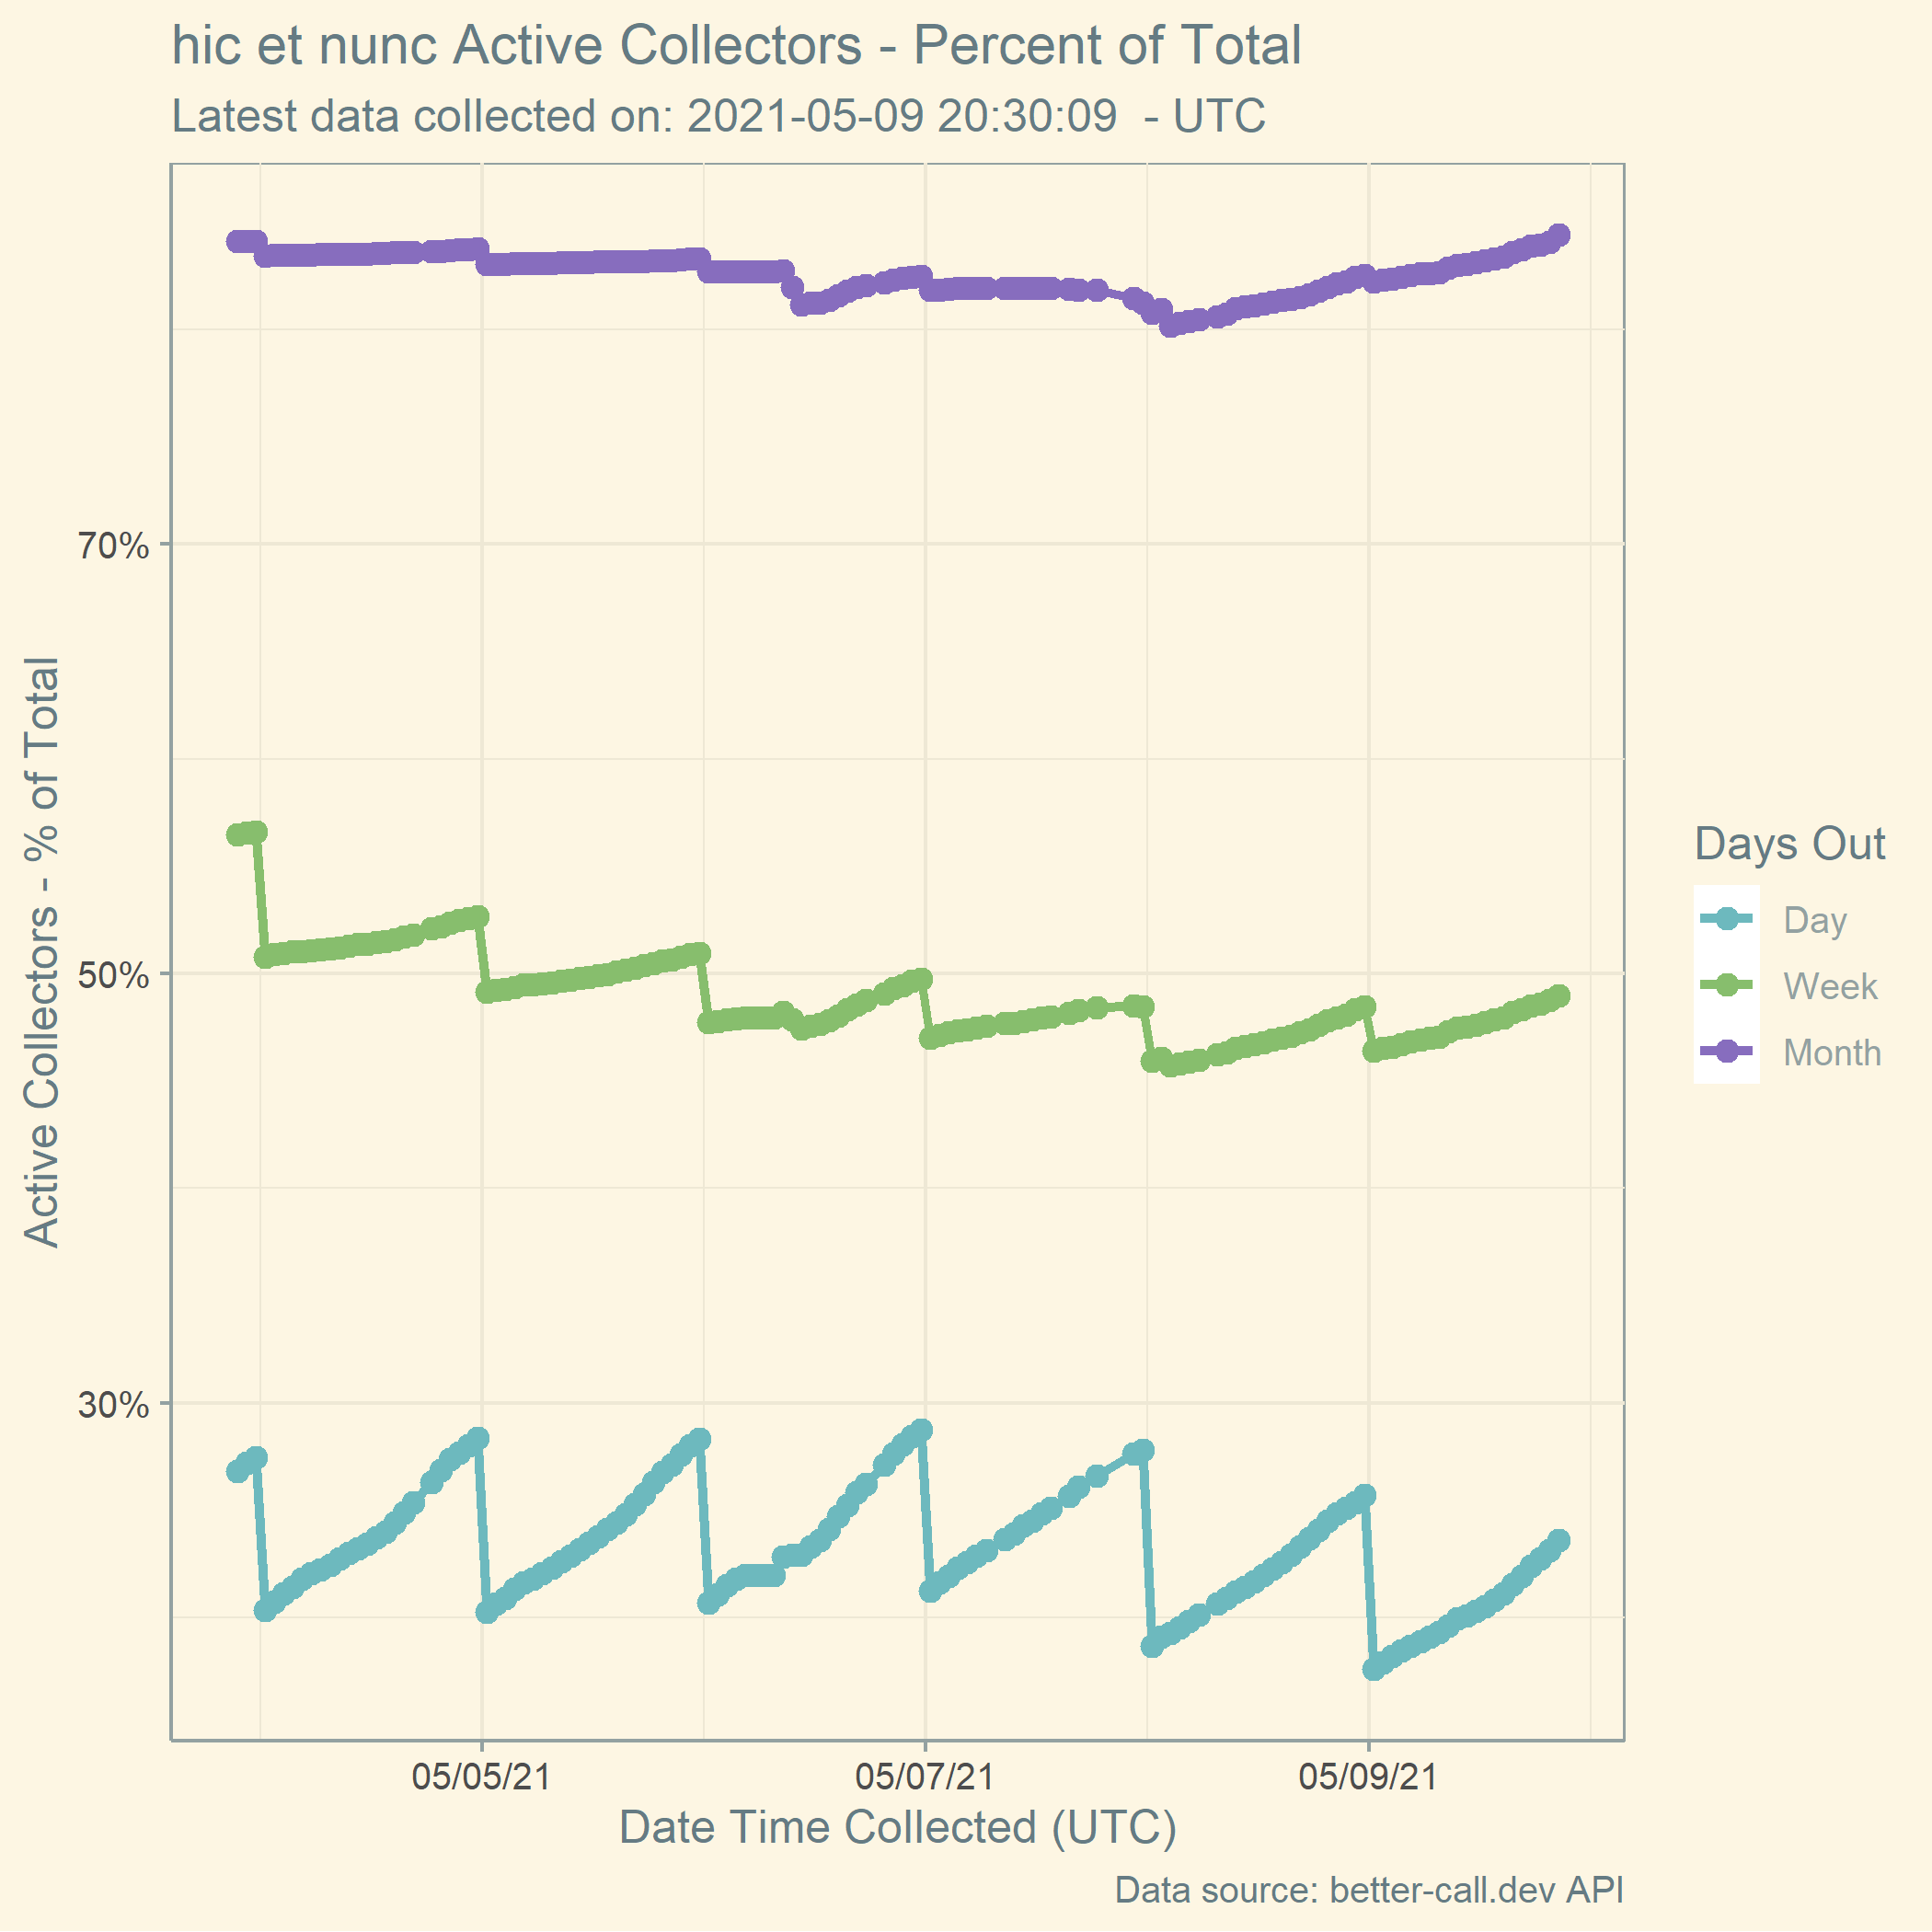 hic et nunc Active Collectors - Percent of Total
Latest data collected on: 2021-05-09 20:30:09  - UTC
Active Collectors - % of Total
70%
50%
30%
05/05/21
05/07/21
05/09/21
Date Time Collected (UTC)
Days Out
Day
Week
Month
Data source: better-call.dev API